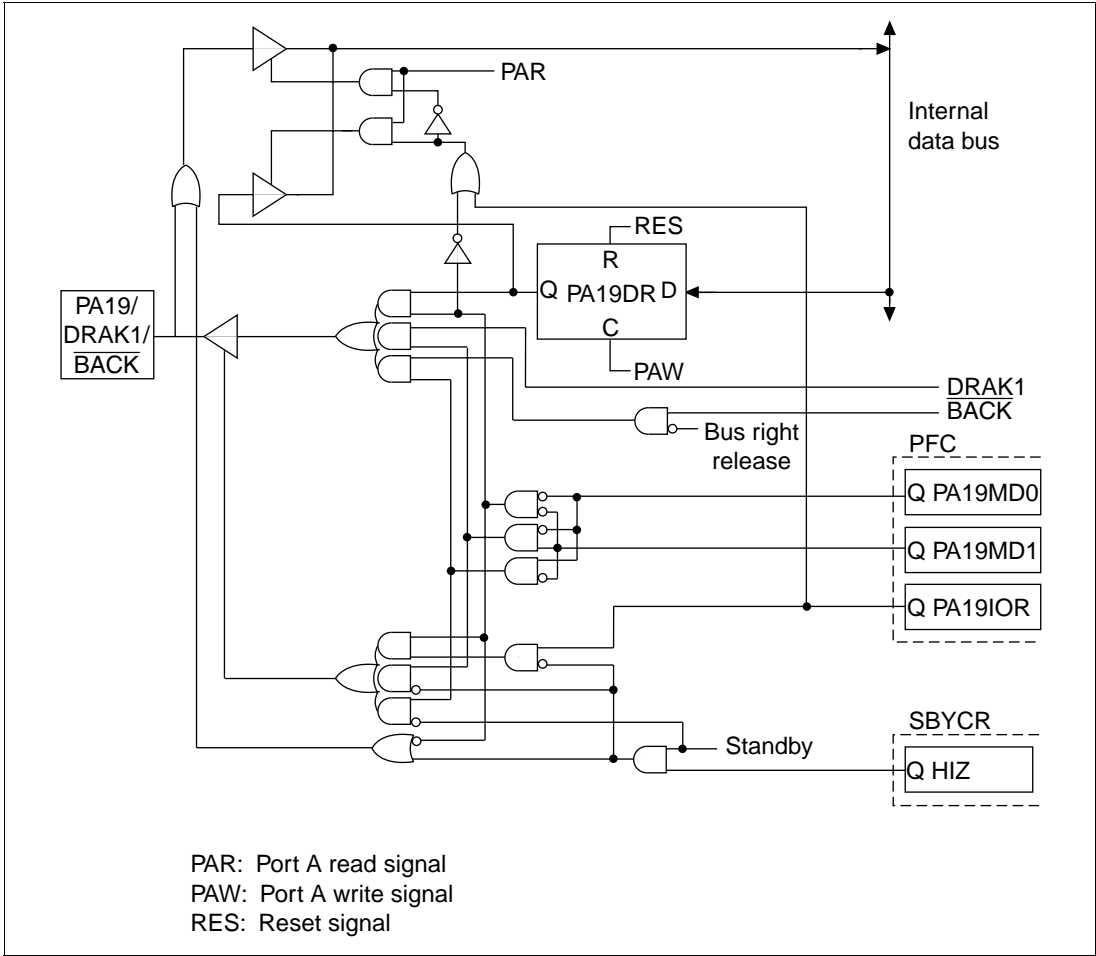 PAR
Internal
data bus
RES
R
Q PA19DR D
C
PAW
PA19/
DRAK1/
BACK
DRAK1
BACK
Bus right
release
PFC
Q PA19MD0
Q PA19MD1
Q PA19IOR
SBYCR
Standby
Q HIZ
PAR: Port A read signal
PAW: Port A write signal
RES: Reset signal